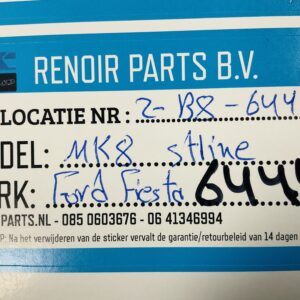 RENOIR PARTS B.V.
LOCATIE NR : 2-B8-644
DEL: MK8 stline
RK: Ford Fiesta 644
PARTS.NL - 085 0603676 - 06 41346994
P: Na het verwijderen van de sticker vervalt de garantie/retourbeleid van 14 dagen